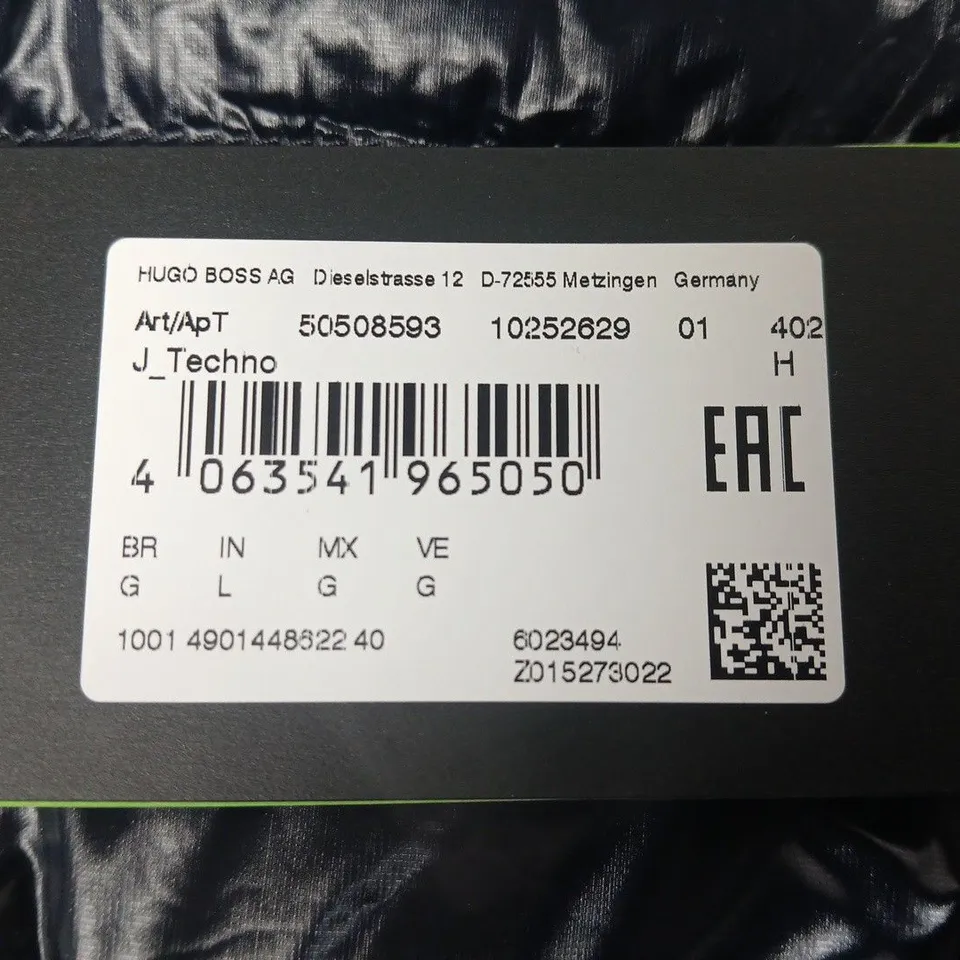 HUGO BOSS AG Dieselstrasse 12 D-72555 Metzingen Germany
Art/ApT 50508593 10252629 01 402
J_Techno H
4 063541 965050
EAC
BR IN MX VE
G L G G
1001 4901448622 40 6023494
Z015273022